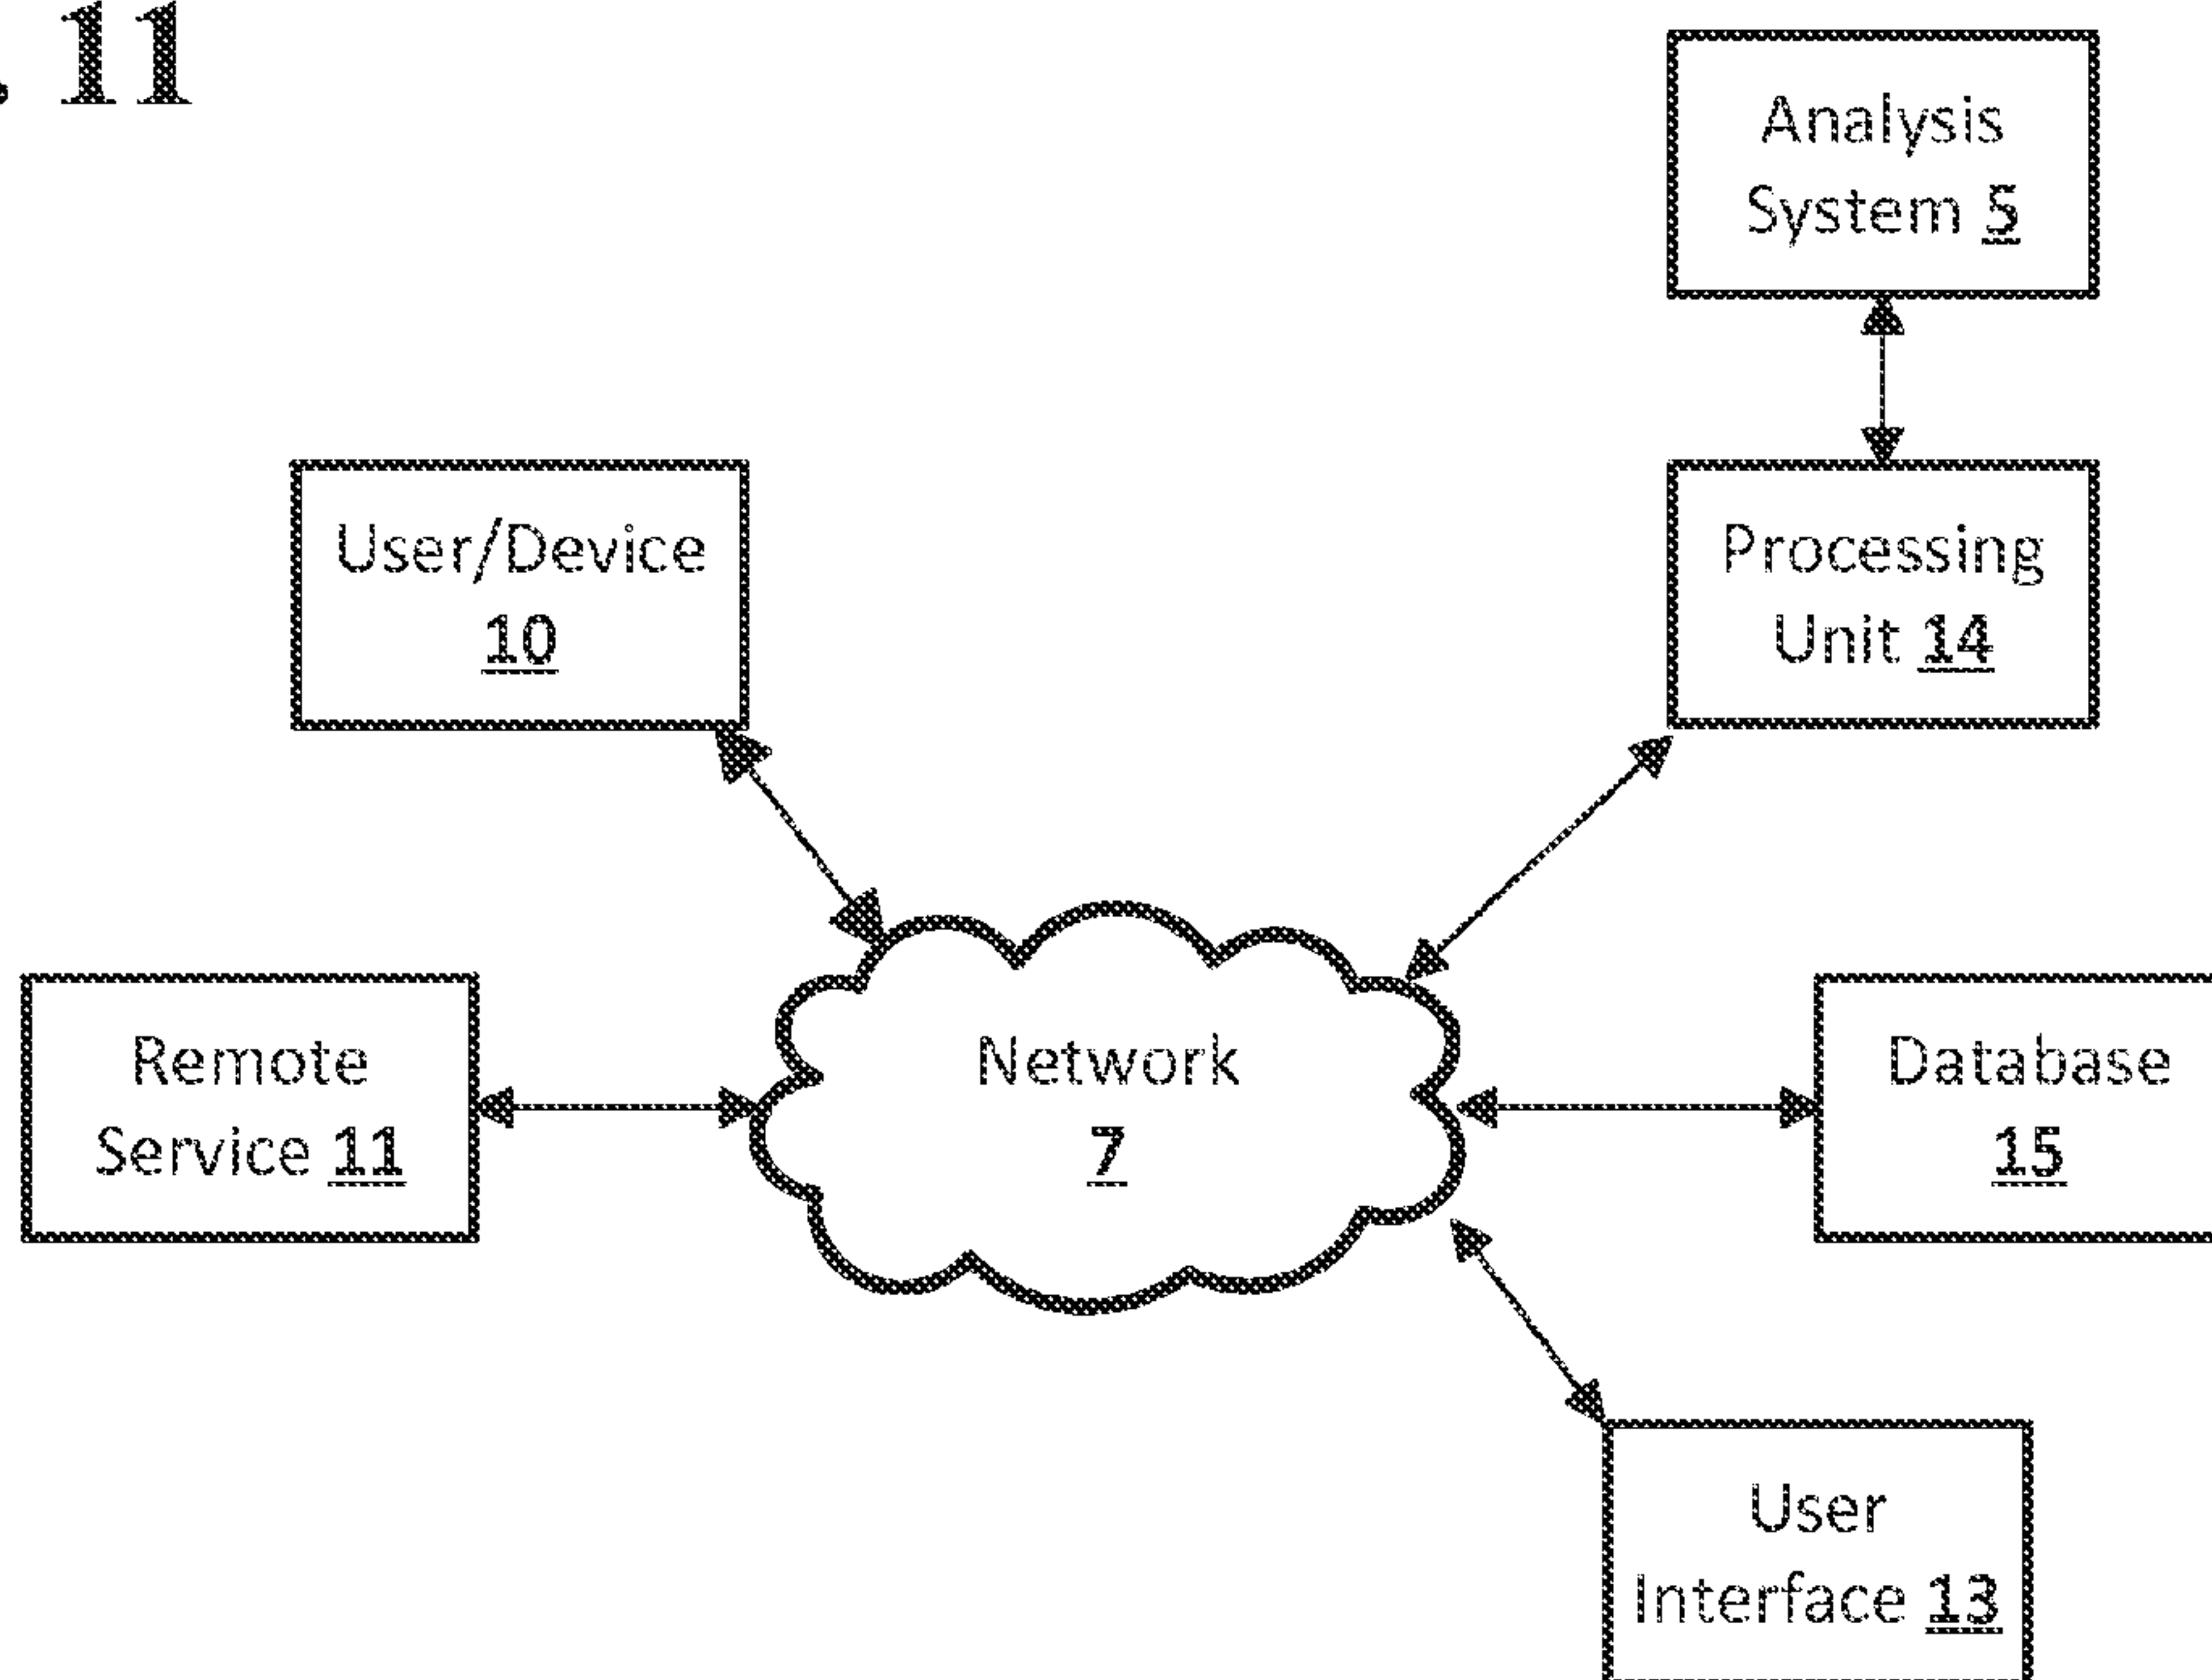 . 11
Analysis
System 5
User/Device
10
Processing
Unit 14
Remote
Service 11
Network
7
Database
15
User
Interface 13